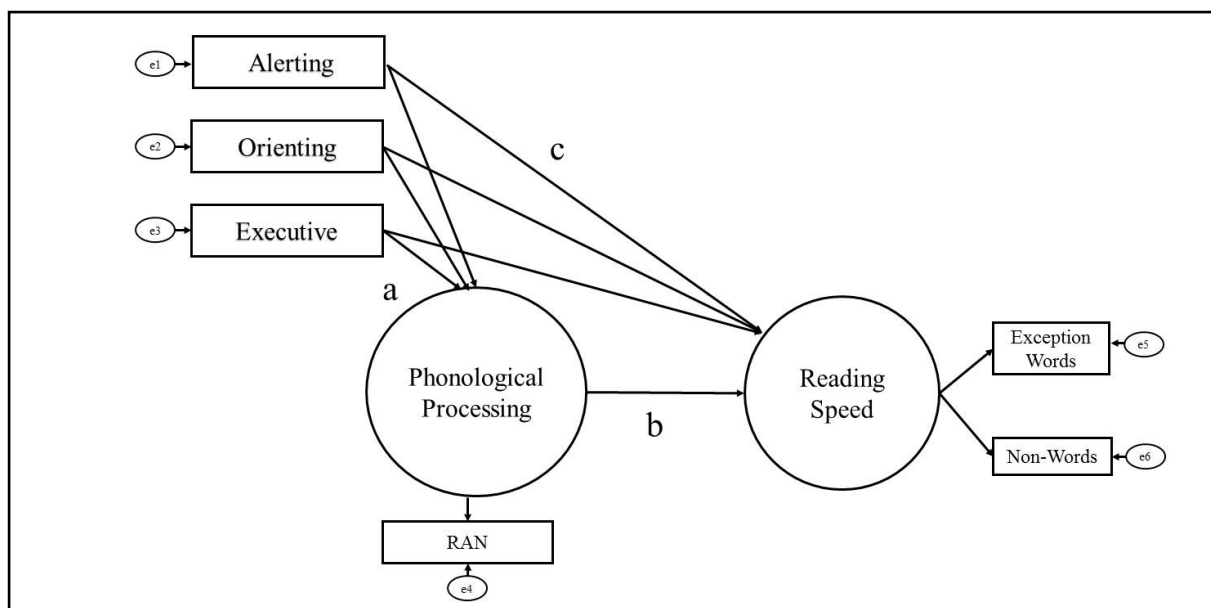 e1
Alerting
e2
Orienting
c
e3
Executive
a
Phonological
Processing
b
Reading
Speed
Exception
Words
e5
Non-Words
e6
RAN
e4